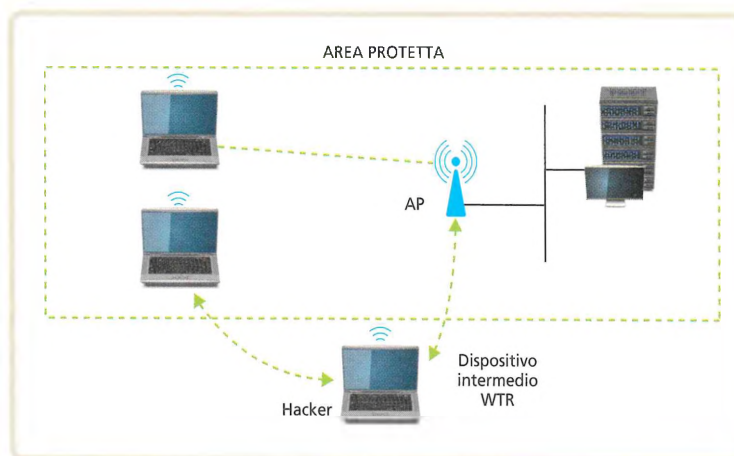 AREA PROTETTA
AP
Dispositivo
intermedio
WTR
Hacker